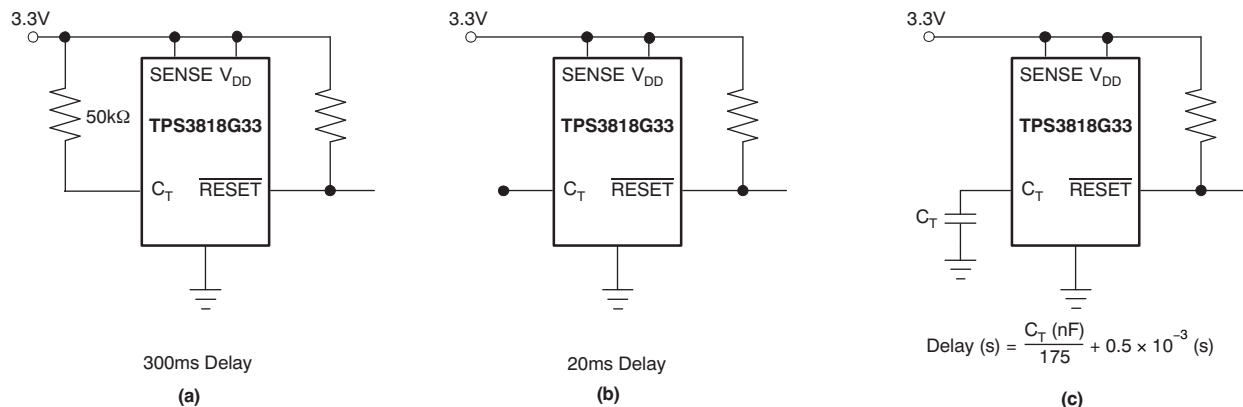 3.3V
SENSE V_DD
50kΩ
TPS3818G33
C_T RESET
300ms Delay
(a)
3.3V
SENSE V_DD
TPS3818G33
C_T RESET
20ms Delay
(b)
3.3V
SENSE V_DD
TPS3818G33
C_T RESET
C_T
Delay (s) = C_T (nF) / 175 + 0.5 × 10⁻³ (s)
(c)